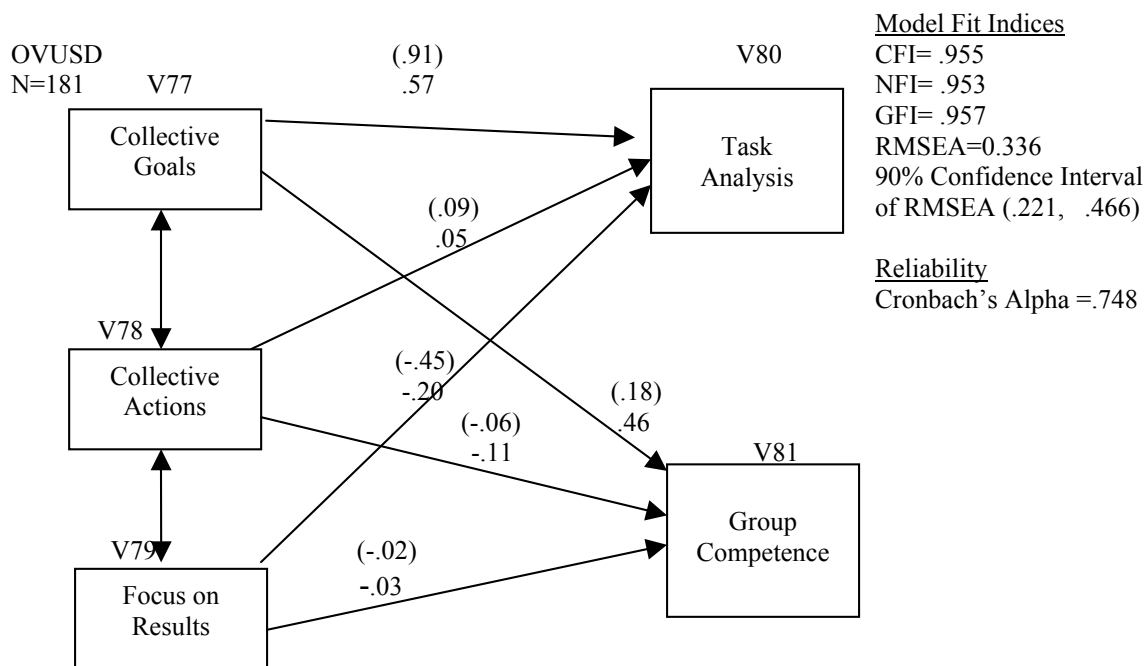 OVUSD
N=181
V77
(.91)
.57
V80
Collective
Goals
Task
Analysis
(.09)
.05
V78
Collective
Actions
(-.45)
-.20
(.18)
.46
(-.06)
-.11
V81
Group
Competence
V79
Focus on
Results
(-.02)
-.03
Model Fit Indices
CFI= .955
NFI= .953
GFI= .957
RMSEA=0.336
90% Confidence Interval
of RMSEA (.221, .466)
Reliability
Cronbach’s Alpha =.748